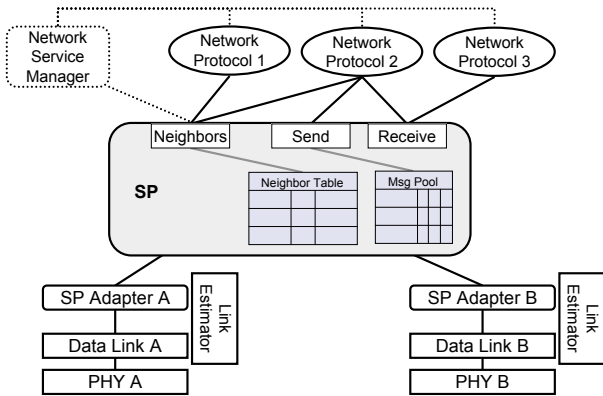 Network
Service
Manager
Network
Protocol 1
Network
Protocol 2
Network
Protocol 3
Neighbors
Send
Receive
SP
Neighbor Table
Msg Pool
SP Adapter A
Data Link A
PHY A
Link
Estimator
SP Adapter B
Data Link B
PHY B
Link
Estimator